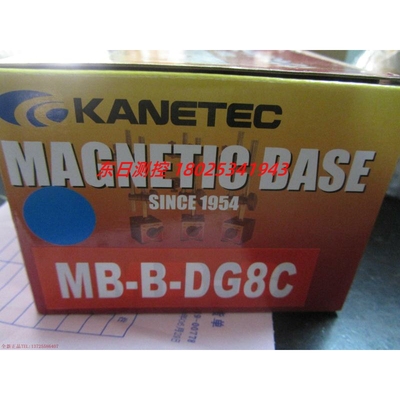 KANETEC
MAGNETIC BASE
东日测控 18025341943
SINCE 1954
MB-B-DG8C